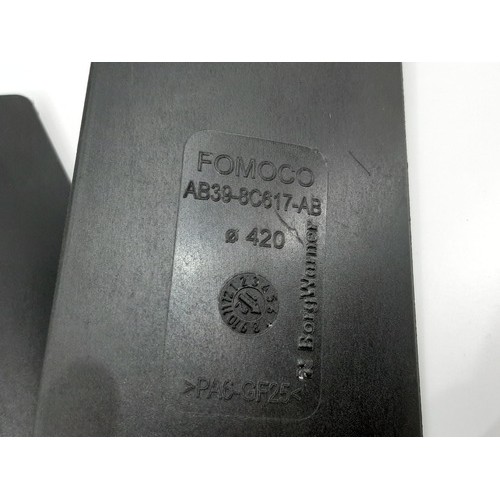 FOMOCO
AB39-8C617-AB
ø 420
BorgWarner
>PA6-GF25<